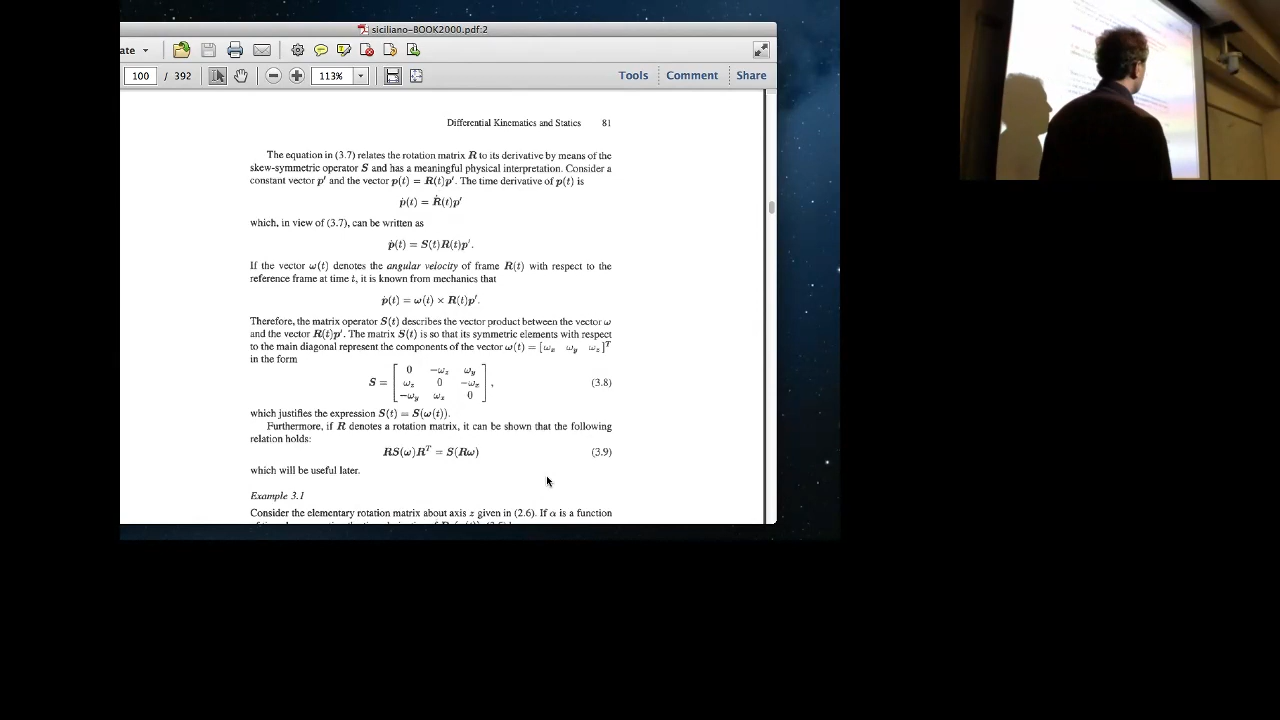 siciliano-BOOK2000.pdf:2
ate
100 / 392
113%
Tools Comment Share
Differential Kinematics and Statics 81
The equation in (3.7) relates the rotation matrix R to its derivative by means of the
skew-symmetric operator S and has a meaningful physical interpretation. Consider a
constant vector p′ and the vector p(t) = R(t)p′. The time derivative of p(t) is
ṗ(t) = Ṙ(t)p′
which, in view of (3.7), can be written as
ṗ(t) = S(t)R(t)p′.
If the vector ω(t) denotes the angular velocity of frame R(t) with respect to the
reference frame at time t, it is known from mechanics that
ṗ(t) = ω(t) × R(t)p′.
Therefore, the matrix operator S(t) describes the vector product between the vector ω
and the vector R(t)p′. The matrix S(t) is so that its symmetric elements with respect
to the main diagonal represent the components of the vector ω(t) = [ωx ωy ωz]T
in the form
0 −ωz ωy
S = ωz 0 −ωx , (3.8)
−ωy ωx 0
which justifies the expression S(t) = S(ω(t)).
Furthermore, if R denotes a rotation matrix, it can be shown that the following
relation holds:
RS(ω)RT = S(Rω) (3.9)
which will be useful later.
Example 3.1
Consider the elementary rotation matrix about axis z given in (2.6). If α is a function